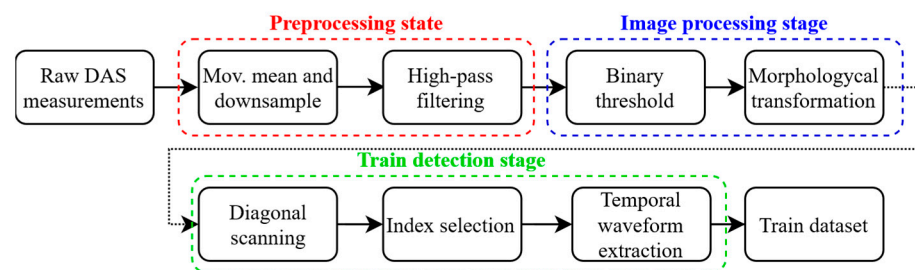 Preprocessing state
Image processing stage
Raw DAS
measurements
Mov. mean and
downsample
High-pass
filtering
Binary
threshold
Morphologycal
transformation
Train detection stage
Diagonal
scanning
Index selection
Temporal
waveform
extraction
Train dataset